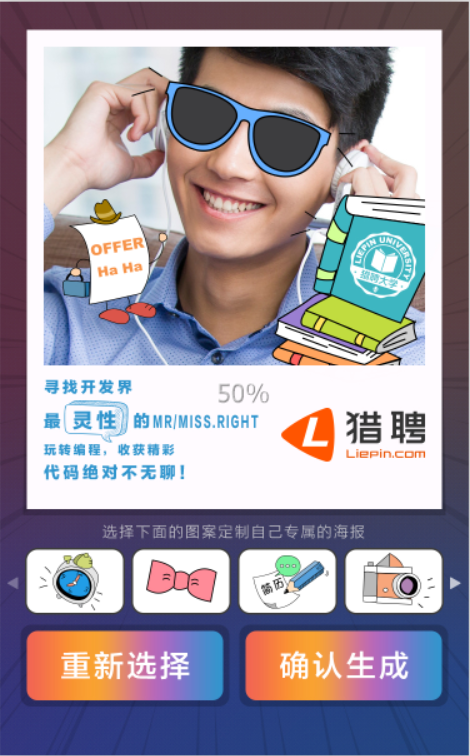 OFFER
Ha Ha
LIEPIN UNIVERSITY
猎聘大学
寻找开发界
50%
最 灵性 的MR/MISS.RIGHT
玩转编程，收获精彩
代码绝对不无聊！
猎聘
Liepin.com
选择下面的图案定制自己专属的海报
简历
重新选择
确认生成